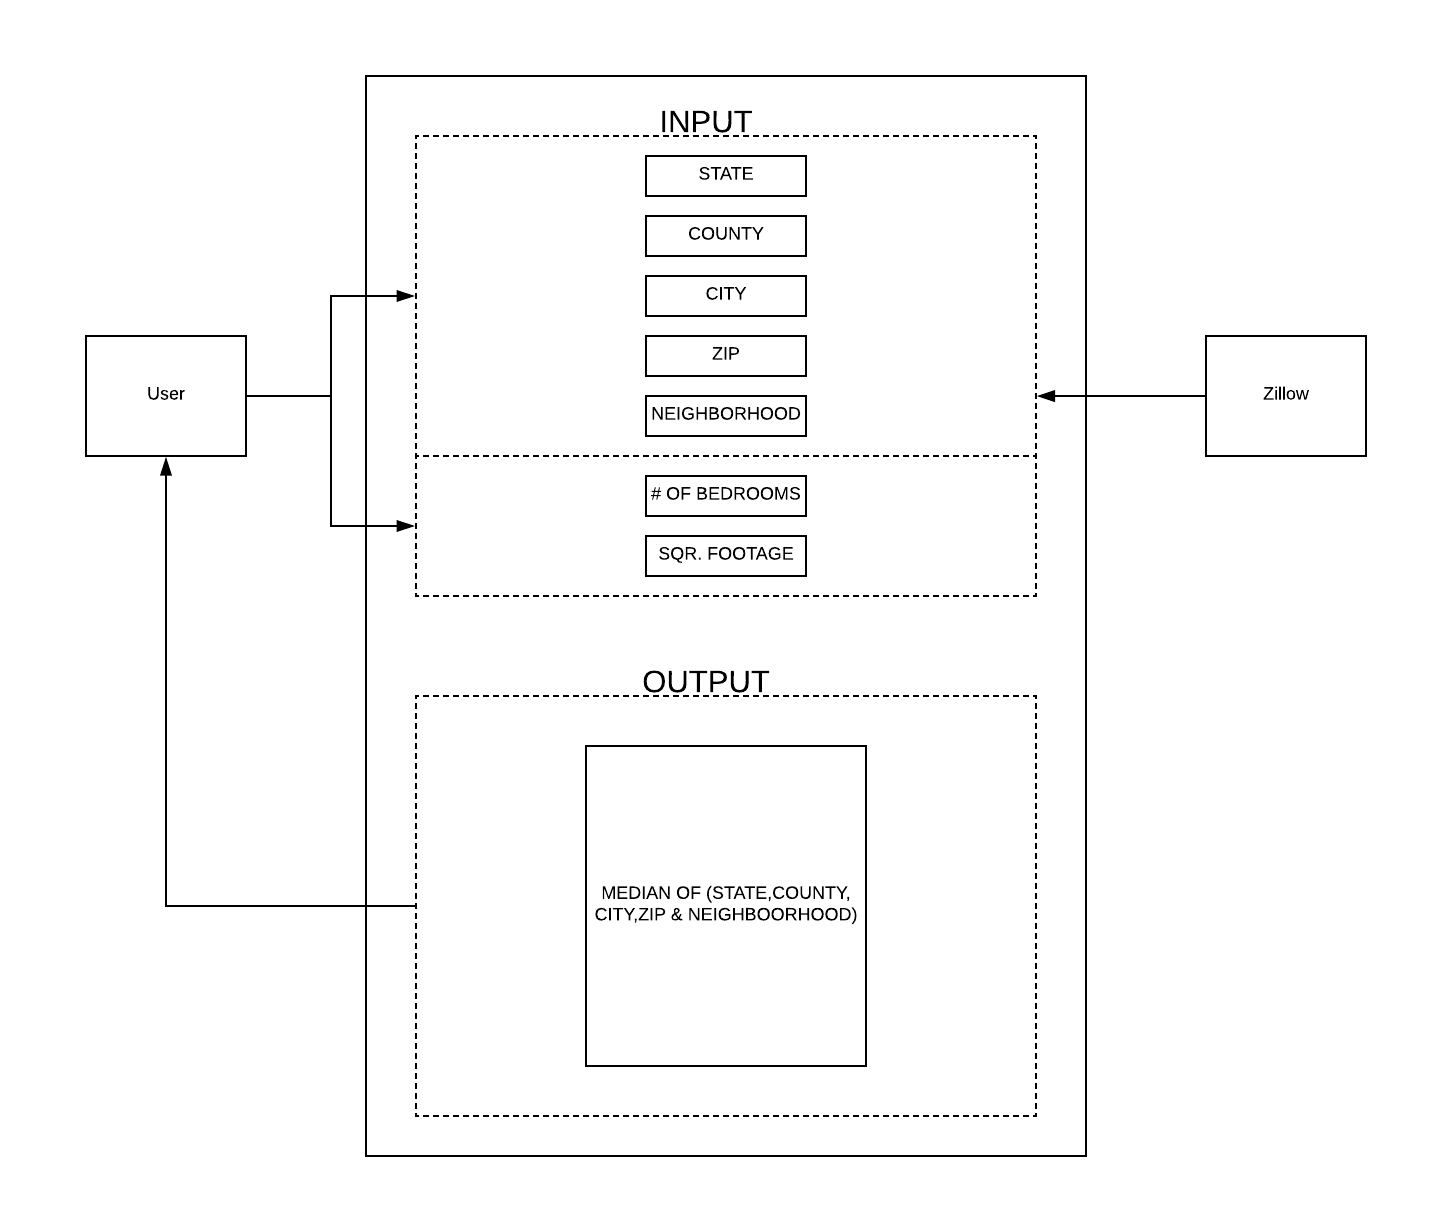 INPUT
STATE
COUNTY
CITY
ZIP
NEIGHBORHOOD
User
Zillow
# OF BEDROOMS
SQR. FOOTAGE
OUTPUT
MEDIAN OF (STATE,COUNTY,
CITY,ZIP & NEIGHBOORHOOD)